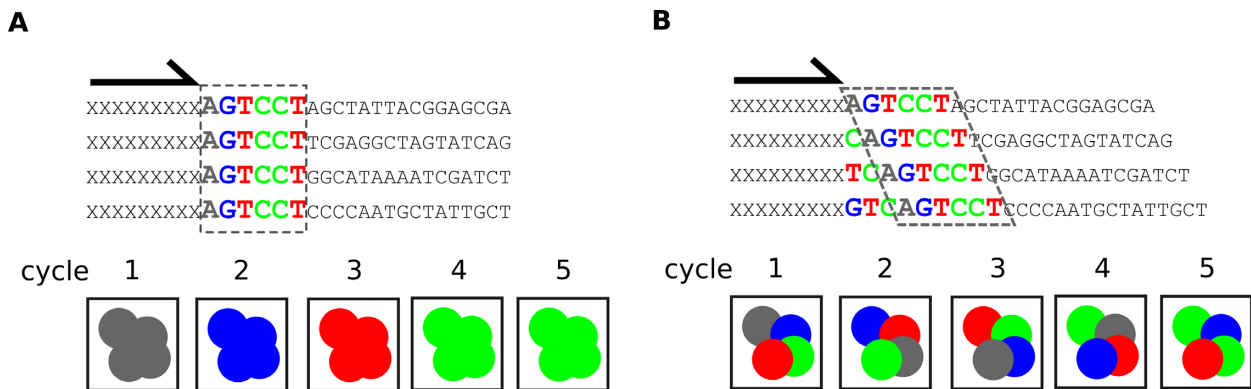 A
XXXXXXXXXAGTCCTAGCTATTACGGAGCGA
XXXXXXXXXAGTCCTTCGAGGCTAGTATCAG
XXXXXXXXXAGTCCTGGCATAAAATCGATCT
XXXXXXXXXAGTCCTCCCCAATGCTATTGCT
cycle 1 2 3 4 5
B
XXXXXXXXXAGTCCTAGCTATTACGGAGCGA
XXXXXXXXXCAGTCCTTCGAGGCTAGTATCAG
XXXXXXXXXTCAGTCCTGGCATAAAATCGATCT
XXXXXXXXXGTCAGTCCTCCCCAATGCTATTGCT
cycle 1 2 3 4 5